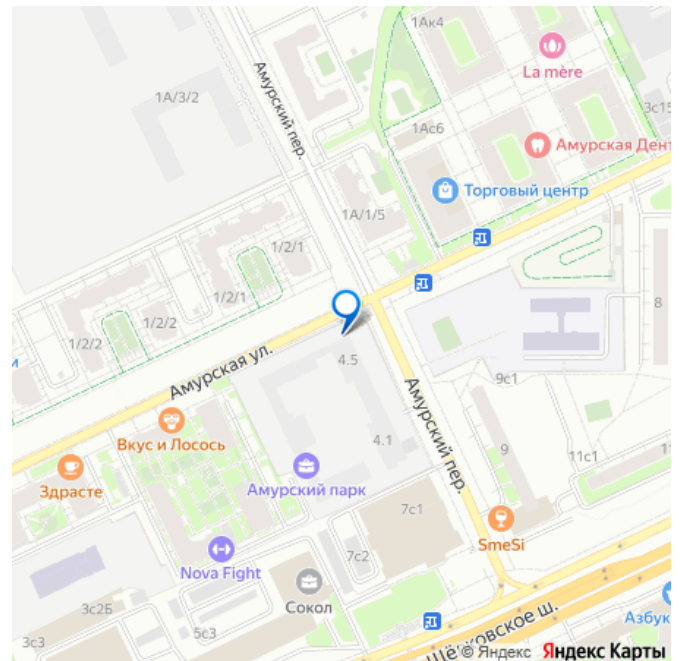 1Ак4
La mère
1А/3/2
Амурский пер.
1Ас6
3с15
Амурская Дент
Торговый центр
1А/1/5
1/2/1
1/2/1
1/2/2
8
1/2/2
и
4.5
Амурская ул.
9с1
Амурский пер.
Вкус и Лосось
4.1
9
11с1
11
Здрасте
Амурский парк
7с1
SmeSi
7с2
Nova Fight
Сокол
3с2Б
Азбук
5с3
3с3
Щёлковское ш.
© Яндекс Яндекс Карты